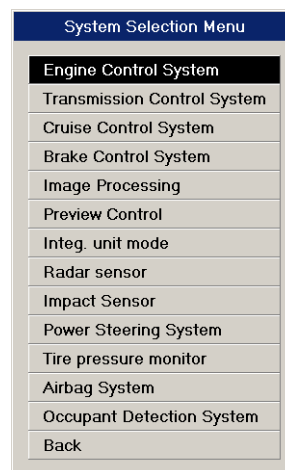 System Selection Menu
Engine Control System
Transmission Control System
Cruise Control System
Brake Control System
Image Processing
Preview Control
Integ. unit mode
Radar sensor
Impact Sensor
Power Steering System
Tire pressure monitor
Airbag System
Occupant Detection System
Back